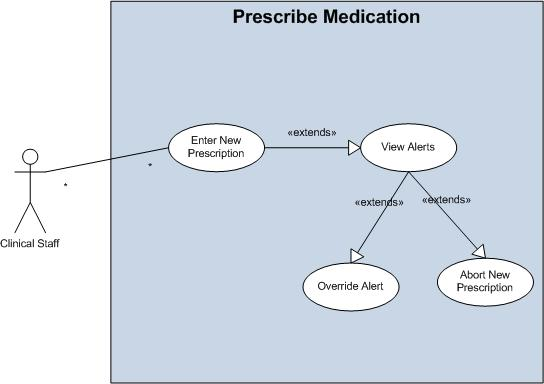 Prescribe Medication
Enter New
Prescription
«extends»
View Alerts
*
*
Clinical Staff
«extends»
«extends»
Override Alert
Abort New
Prescription